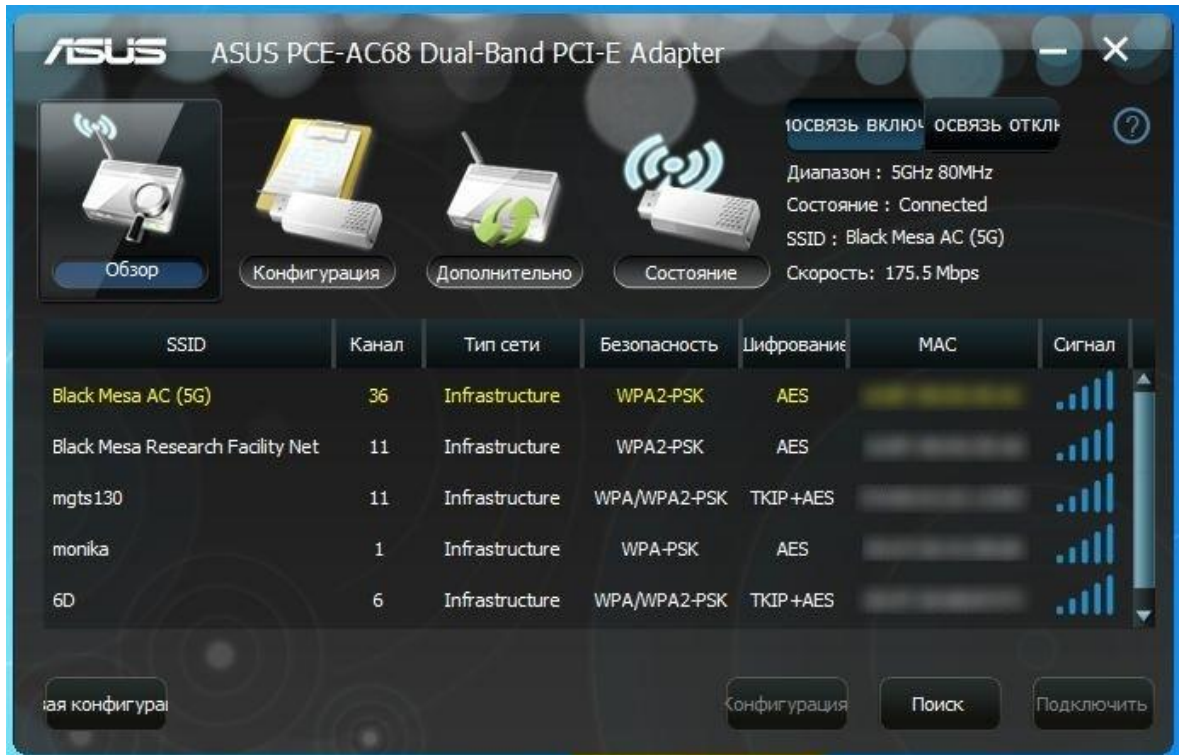 ASUS ASUS PCE-AC68 Dual-Band PCI-E Adapter
ОСВЯЗЬ ВКЛЮЧ ОСВЯЗЬ ОТКЛ
Диапазон : 5GHz 80MHz
Состояние : Connected
SSID : Black Mesa AC (5G)
Скорость: 175.5 Mbps
Обзор Конфигурация Дополнительно Состояние
SSID Канал Тип сети Безопасность Шифрование MAC Сигнал
Black Mesa AC (5G) 36 Infrastructure WPA2-PSK AES
Black Mesa Research Facility Net 11 Infrastructure WPA2-PSK AES
mgts130 11 Infrastructure WPA/WPA2-PSK TKIP+AES
monika 1 Infrastructure WPA-PSK AES
6D 6 Infrastructure WPA/WPA2-PSK TKIP+AES
вая конфигура Конфигурация Поиск Подключить